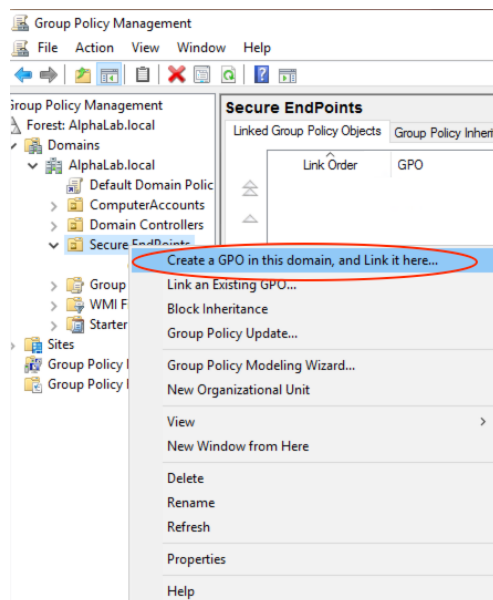 Group Policy Management
File Action View Window Help
Group Policy Management
Forest: AlphaLab.local
Domains
AlphaLab.local
Default Domain Polic
ComputerAccounts
Domain Controllers
Secure EndPoints
Group
WMI F
Starter
Sites
Group Policy
Group Policy
Secure EndPoints
Linked Group Policy Objects Group Policy Inheri
Link Order GPO
Create a GPO in this domain, and Link it here...
Link an Existing GPO...
Block Inheritance
Group Policy Update...
Group Policy Modeling Wizard...
New Organizational Unit
View
New Window from Here
Delete
Rename
Refresh
Properties
Help